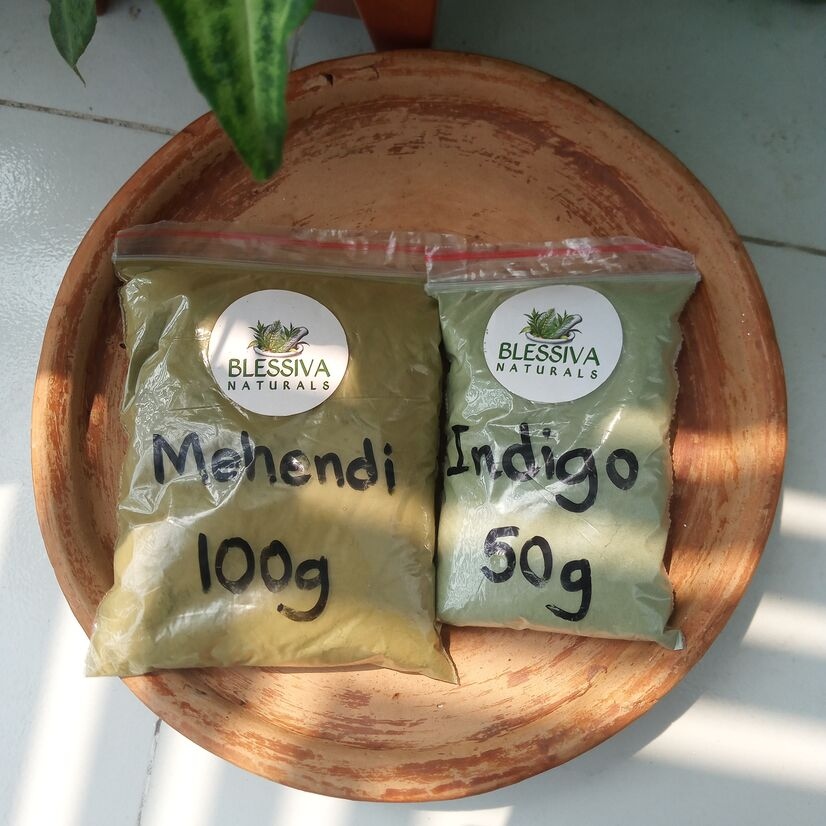 BLESSIVA
NATURALS
Mehendi
100g
BLESSIVA
NATURALS
Indigo
50g